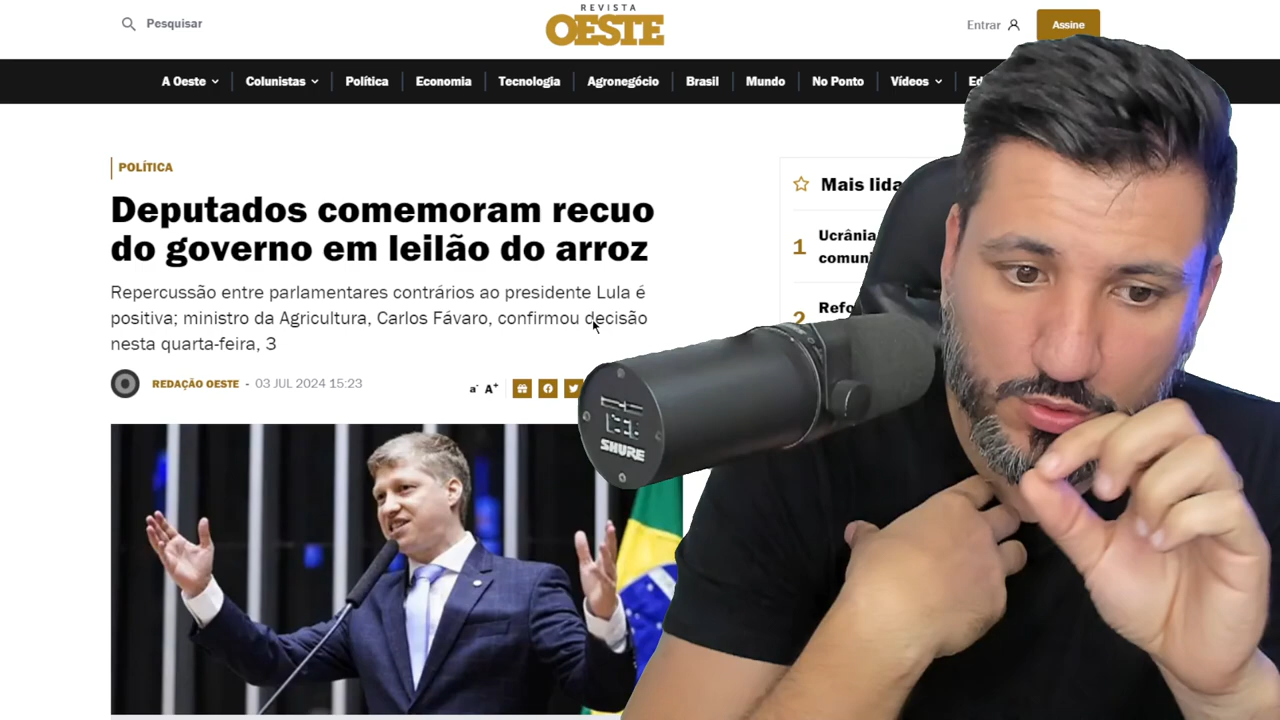 Pesquisar
REVISTA
OESTE
Entrar
Assine
A Oeste
Colunistas
Política
Economia
Tecnologia
Agronegócio
Brasil
Mundo
No Ponto
Vídeos
POLÍTICA
Deputados comemoram recuo
do governo em leilão do arroz
Repercussão entre parlamentares contrários ao presidente Lula é
positiva; ministro da Agricultura, Carlos Fávaro, confirmou decisão
nesta quarta-feira, 3
REDAÇÃO OESTE - 03 JUL 2024 15:23
a- A+
Mais
1
Ucrânia
2
SHURE